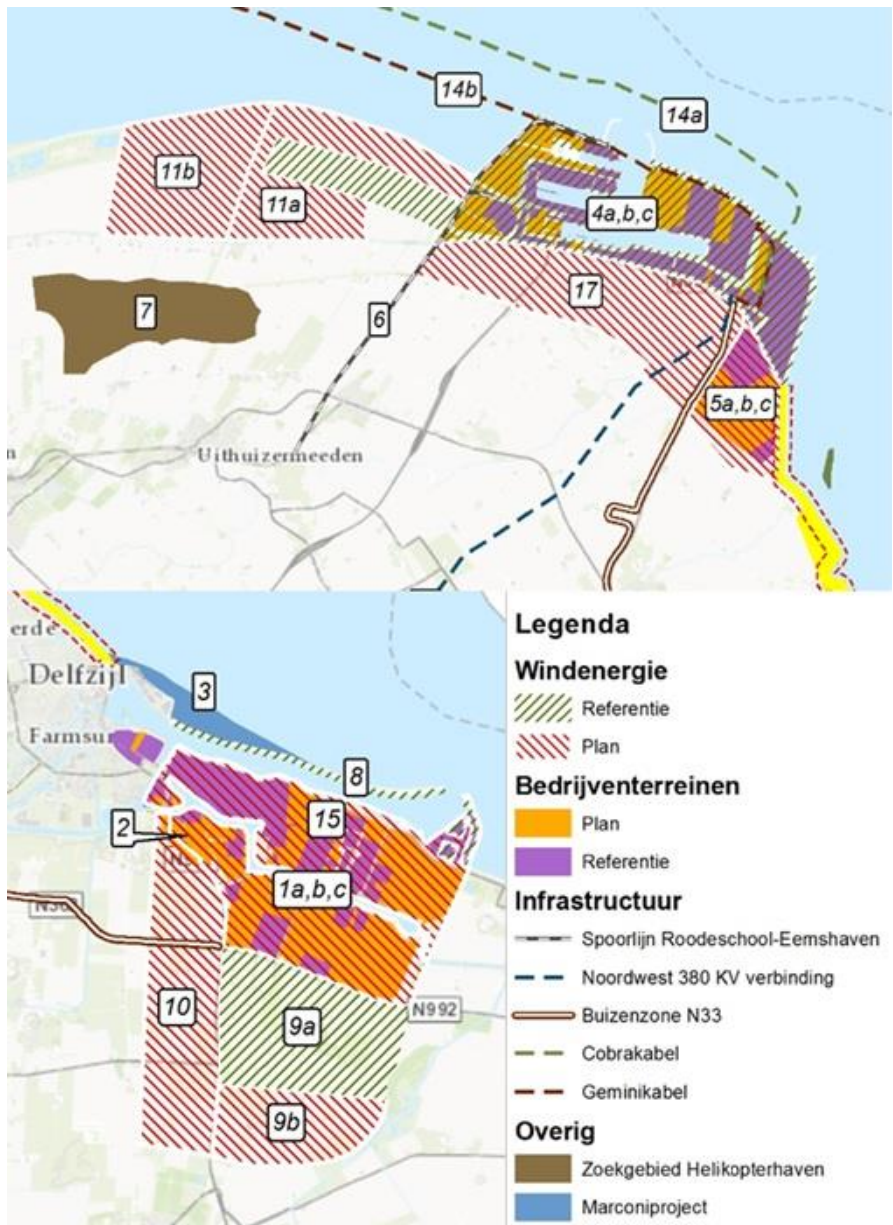 14b
14a
11b
11a
4a,b,c
17
7
6
5a,b,c
Uithuizermeeden
n
erde
Delfzijl
3
Farmsu
8
15
2
1a,b,c
10
9a
N992
9b
Legenda
Windenergie
Referentie
Plan
Bedrijventerreinen
Plan
Referentie
Infrastructuur
Spoorlijn Roodeschool-Eemshaven
Noordwest 380 KV verbinding
Buizenzone N33
Cobrakabel
Geminikabel
Overig
Zoekgebied Helikopterhaven
Marconiproject